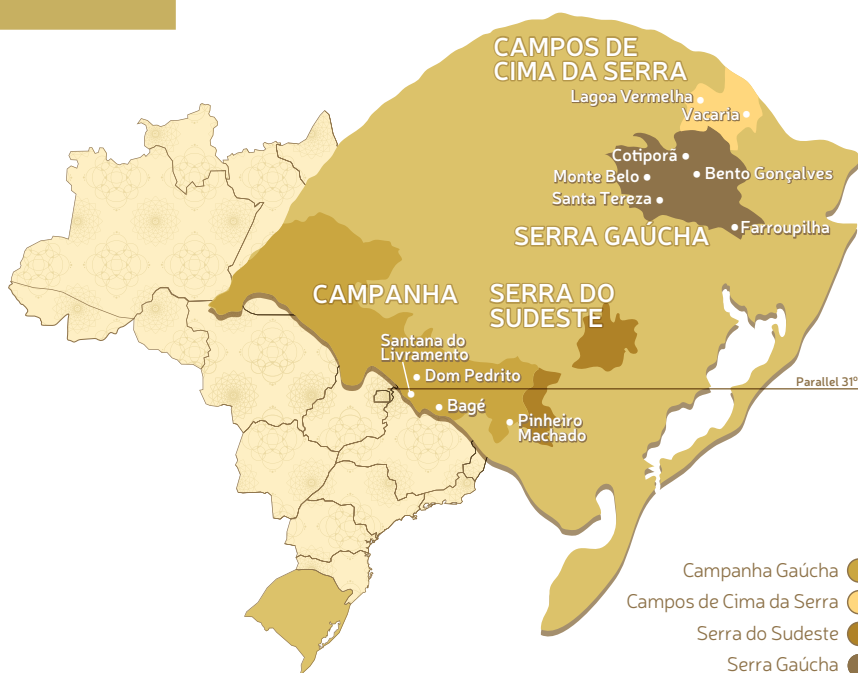 CAMPOS DE
CIMA DA SERRA
Lagoa Vermelha
Vacaria
Cotiporã
Monte Belo
Bento Gonçalves
Santa Tereza
SERRA GAÚCHA
Farroupilha
CAMPANHA
SERRA DO
SUDESTE
Santana do
Livramento
Dom Pedrito
Parallel 31º
Bagé
Pinheiro
Machado
Campanha Gaúcha
Campos de Cima da Serra
Serra do Sudeste
Serra Gaúcha